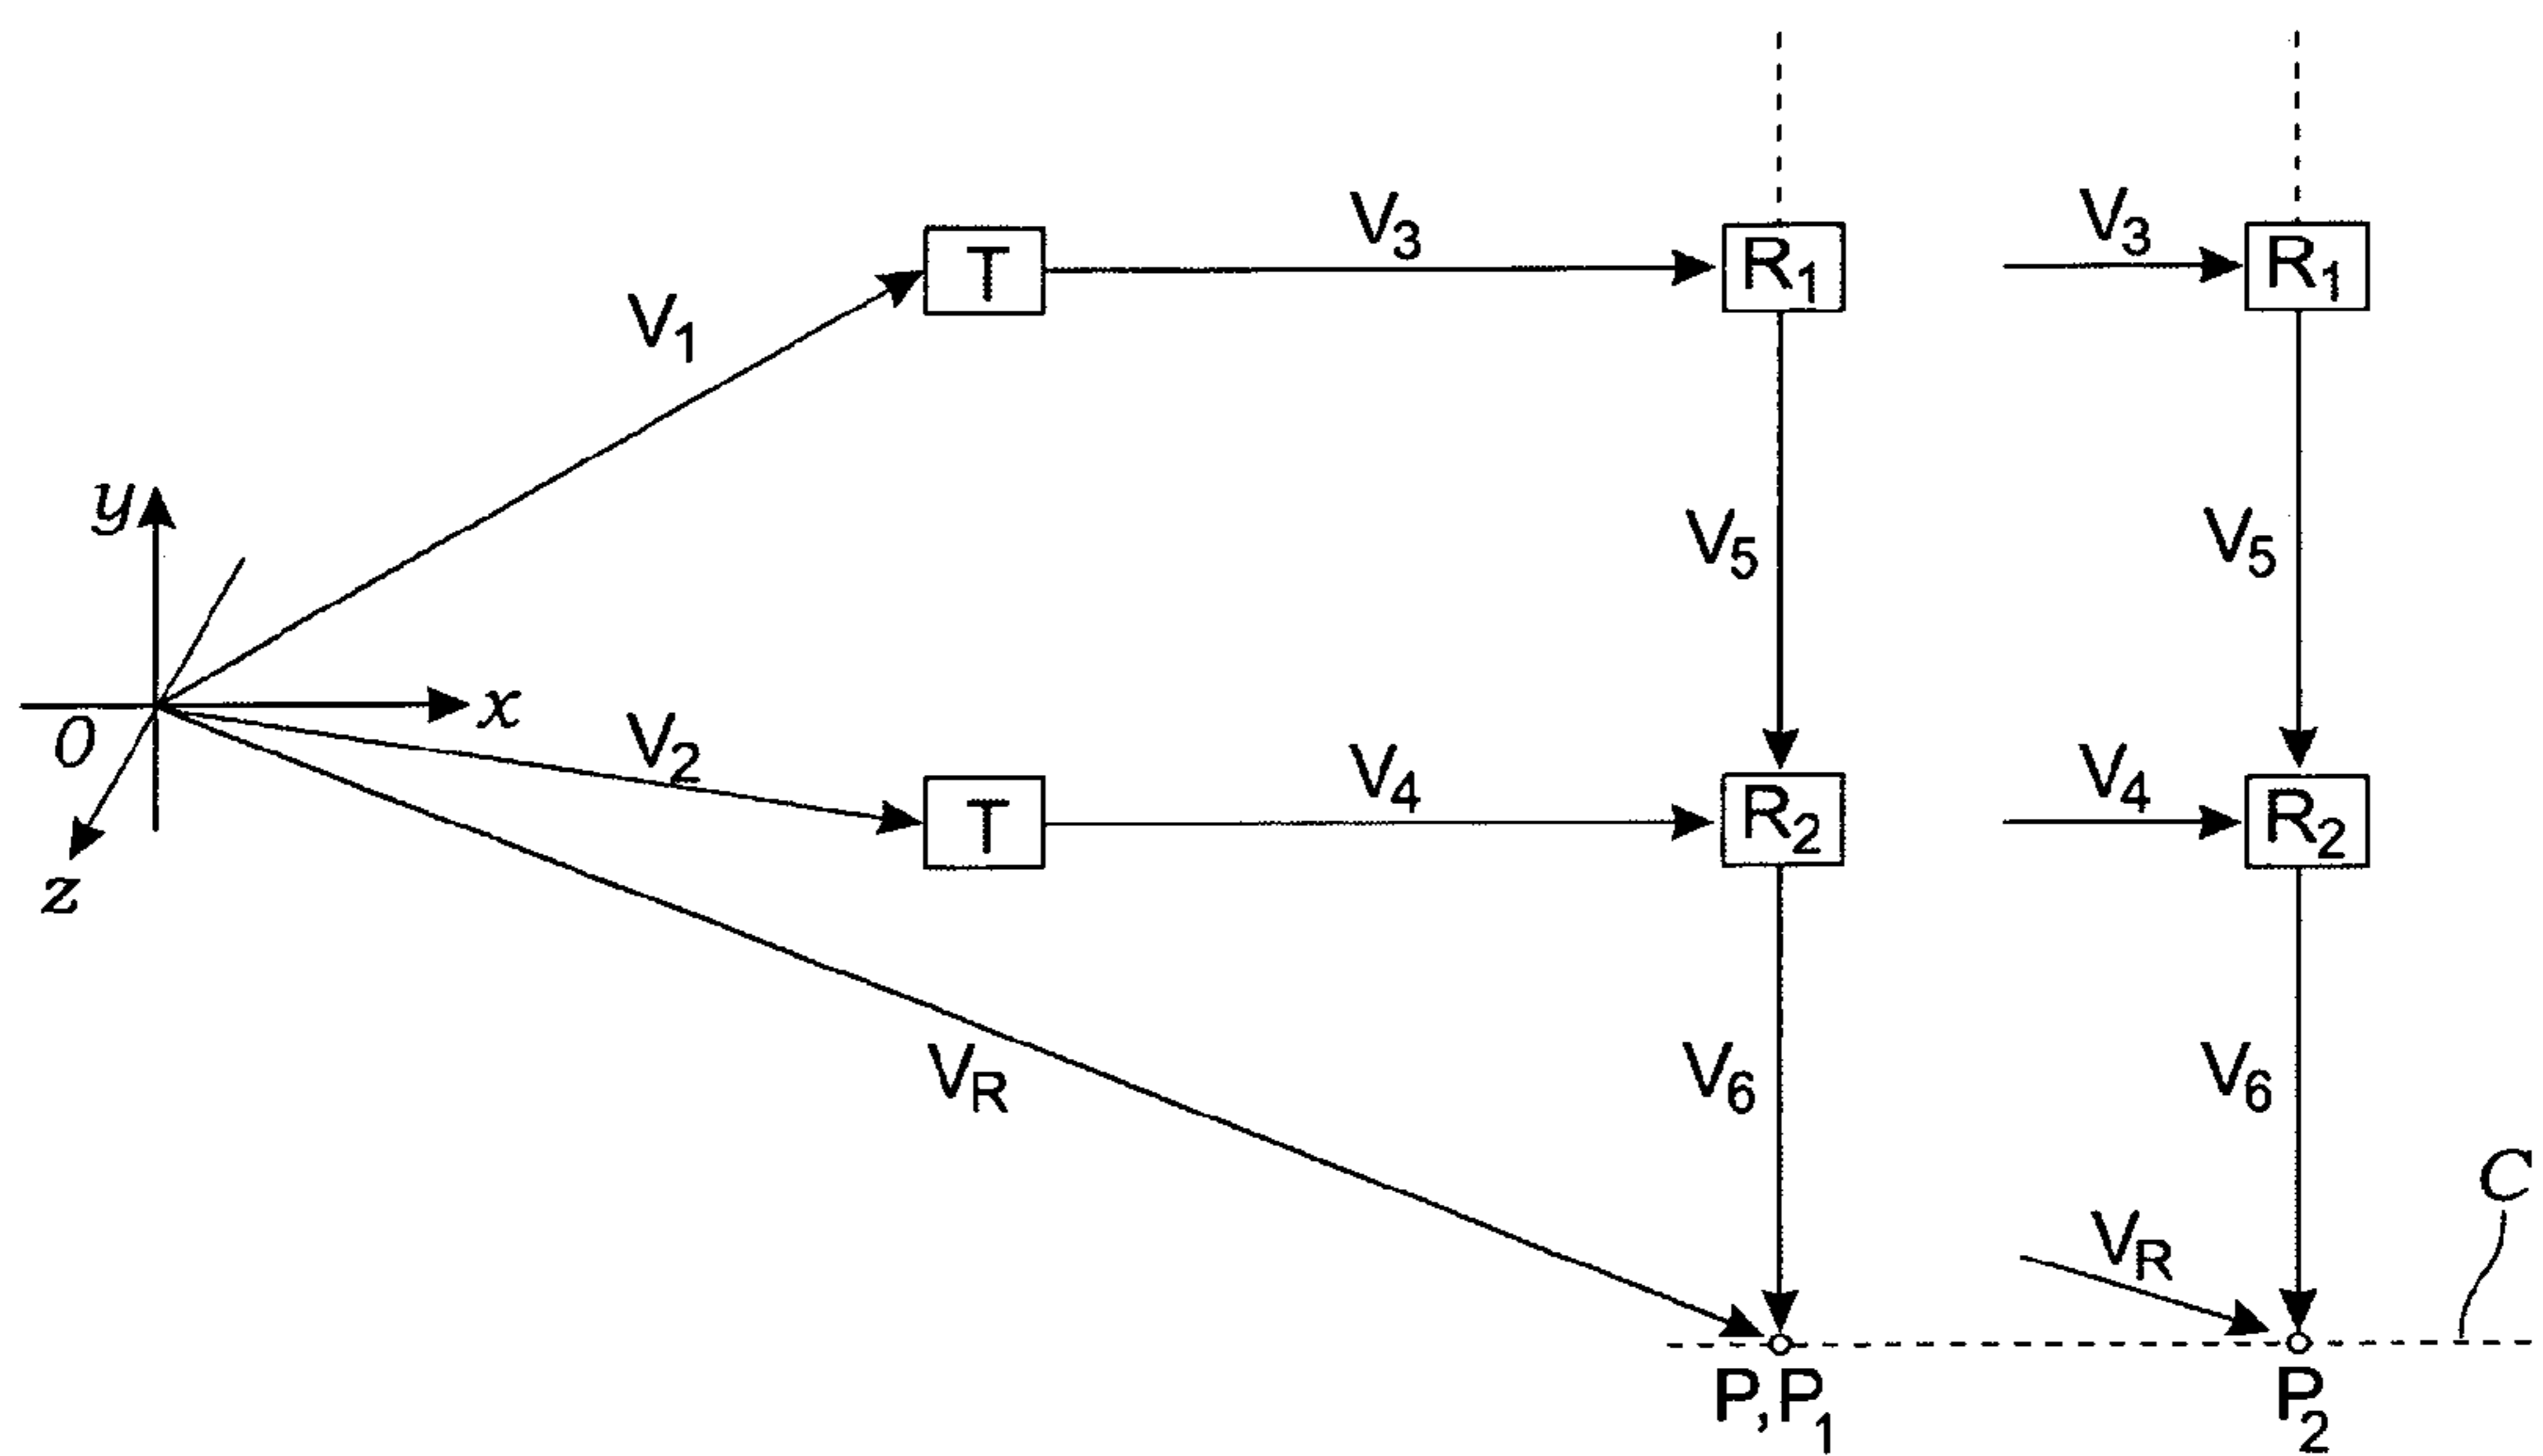 V3 V3
T R1 R1
V1
y V5 V5
x
O V2 V4 V4
T R2 R2
z
VR V6 V6
C
VR
P,P1 P2